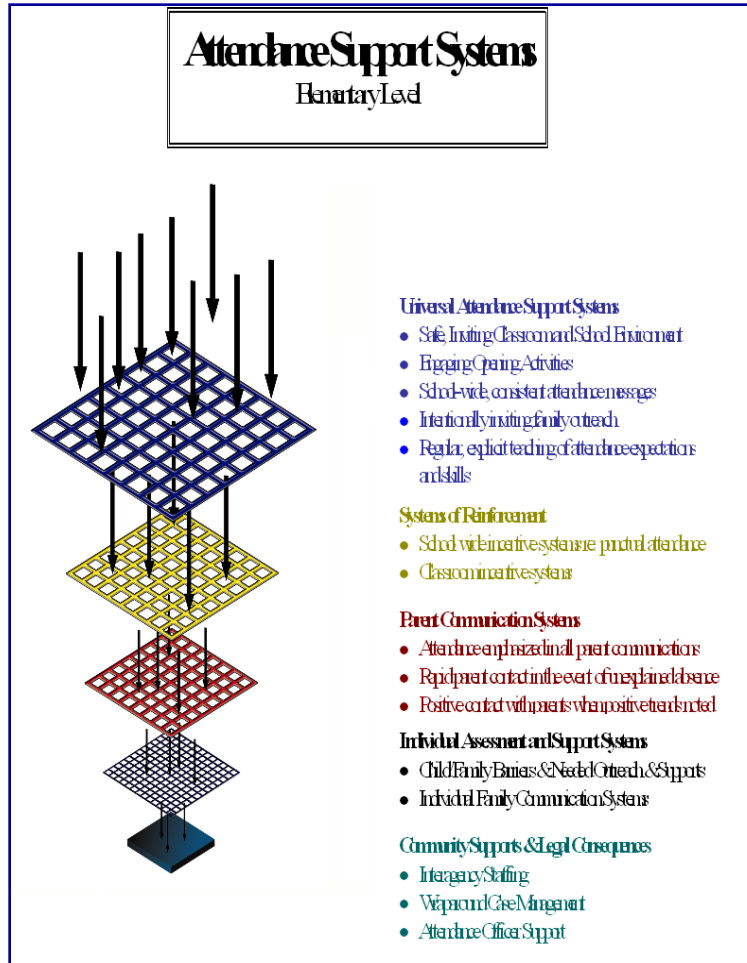 Attendance Support Systems
Elementary Level
Universal Attendance Support Systems
• Safe, Inviting Classroom and School Environment
• Engaging Opening Activities
• School-wide, consistent attendance messages
• Intentionally inviting family outreach
• Regular, explicit teaching of attendance expectations
and skills
Systems of Reinforcement
• School-wide incentive systems re: punctual attendance
• Classroom incentive systems
Parent Communication Systems
• Attendance emphasized in all parent communications
• Rapid parent contact in the event of unexplained absence
• Positive contact with parents when positive trends noted
Individual Assessment and Support Systems
• Child/Family Barriers & Needed Outreach & Supports
• Individual Family Communication Systems
Community Supports & Legal Consequences
• Interagency Staffing
• Wraparound Case Management
• Attendance Officer Support